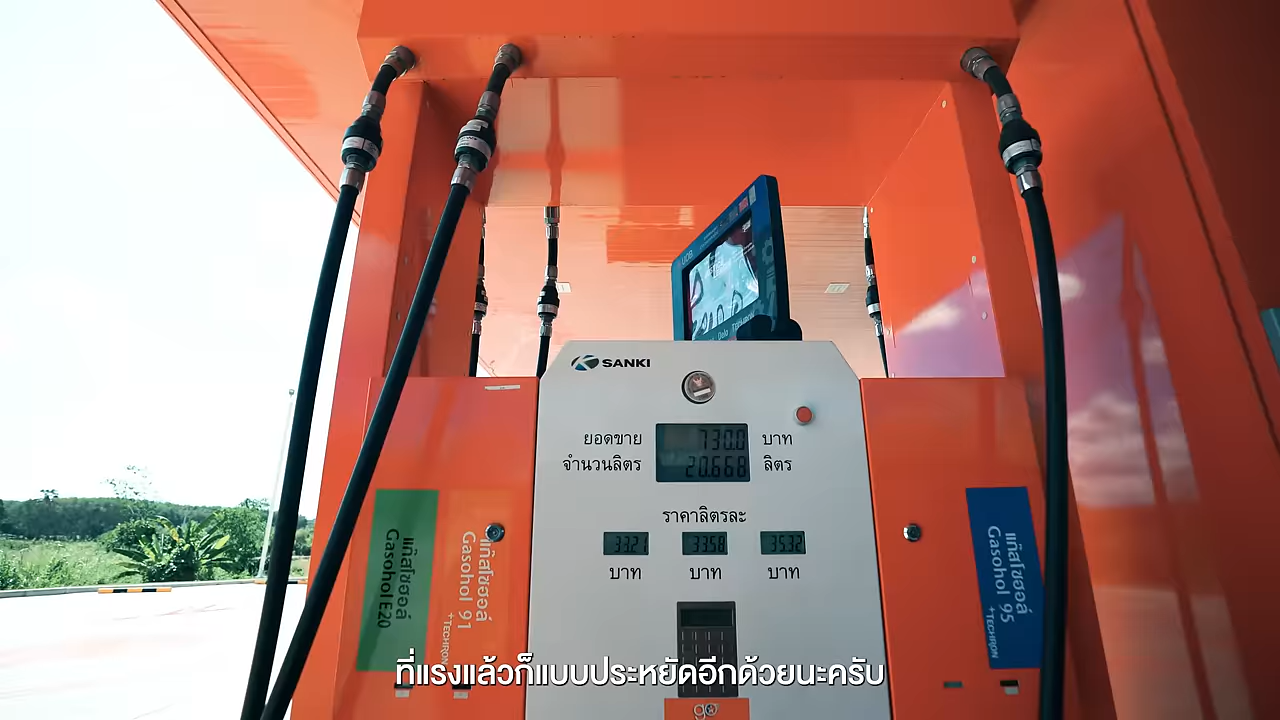 SANKI
ยอดขาย 730.0 บาท
จำนวนลิตร 20.668 ลิตร
ราคาลิตรละ
33.21 33.58 35.32
บาท บาท บาท
แก๊สโซฮอล์
Gasohol E20
แก๊สโซฮอล์
Gasohol 91
+TECHRON
แก๊สโซฮอล์
Gasohol 95
+TECHRON
ที่แรงแล้วก็แบบประหยัดอีกด้วยนะครับ
go